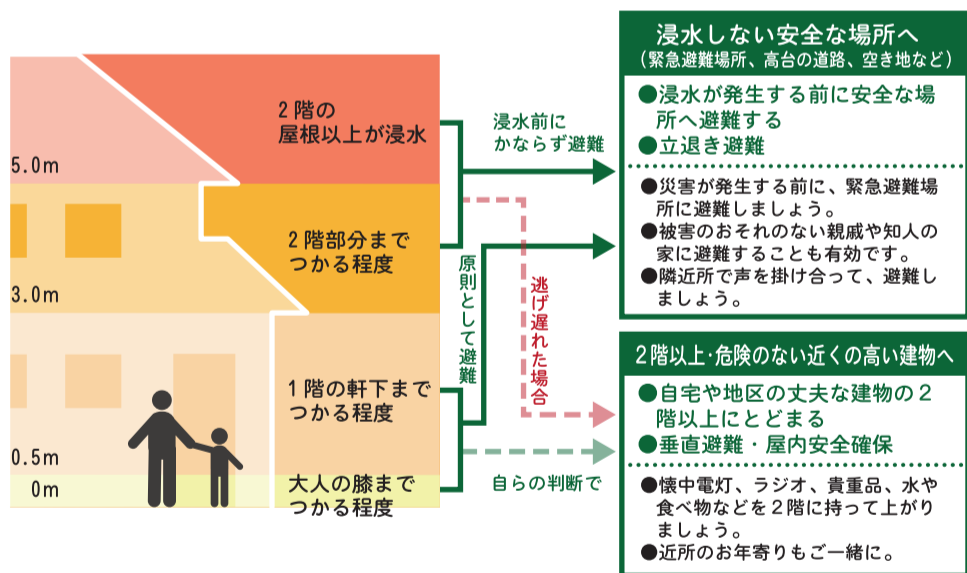 2階の
屋根以上が浸水
5.0m
2階部分まで
つかる程度
3.0m
1階の軒下まで
つかる程度
0.5m
0m
大人の膝まで
つかる程度
浸水前に
かならず避難
原則として避難
逃げ遅れた場合
自らの判断で
浸水しない安全な場所へ
(緊急避難場所、高台の道路、空き地など)
●浸水が発生する前に安全な場
所へ避難する
●立退き避難
●災害が発生する前に、緊急避難場
所に避難しましょう。
●被害のおそれのない親戚や知人の
家に避難することも有効です。
●隣近所で声を掛け合って、避難し
ましょう。
2階以上・危険のない近くの高い建物へ
●自宅や地区の丈夫な建物の2
階以上にとどまる
●垂直避難・屋内安全確保
●懐中電灯、ラジオ、貴重品、水や
食べ物などを2階に持って上がり
ましょう。
●近所のお年寄りもご一緒に。